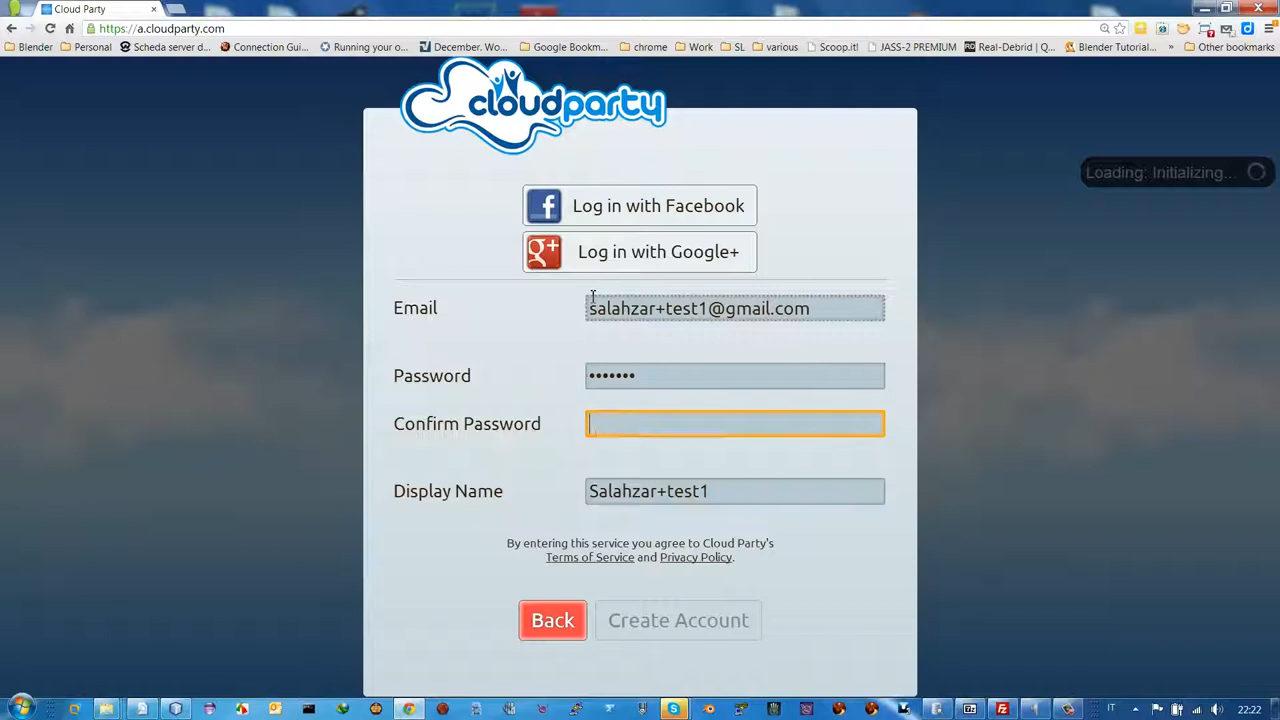 Cloud Party
https://a.cloudparty.com
Blender
Personal
Scheda server d...
Connection Gui...
Running your o...
December. Wo...
Google Bookm...
chrome
Work
SL
various
Scoop.it!
JASS-2 PREMIUM
Real-Debrid | Q...
Blender Tutorial...
»
Other bookmarks
cloudparty
Loading: Initializing...
Log in with Facebook
Log in with Google+
Email
salahzar+test1@gmail.com
Password
•••••••
Confirm Password
Display Name
Salahzar+test1
By entering this service you agree to Cloud Party's
Terms of Service and Privacy Policy.
Back
Create Account
IT
22:22